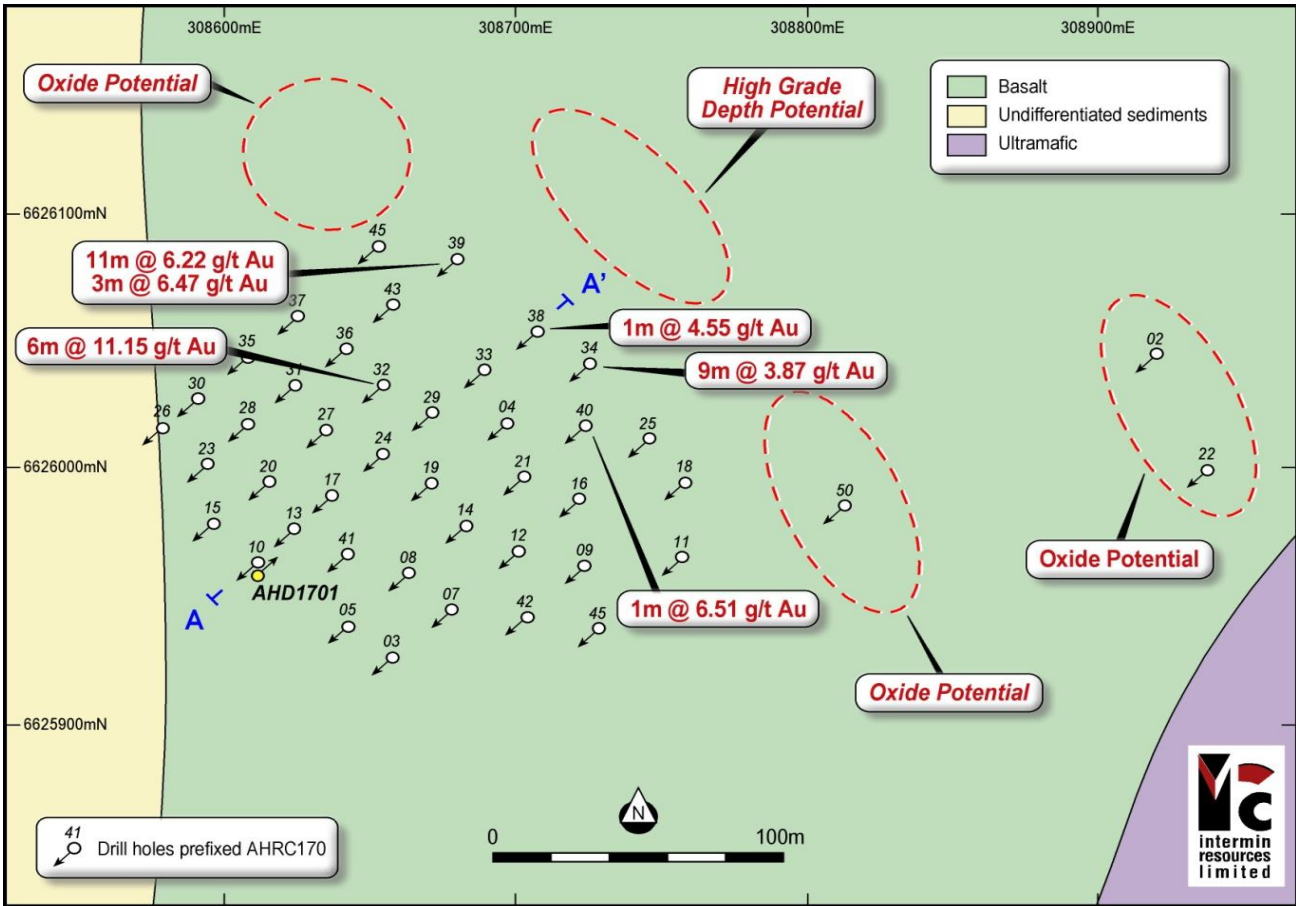 308600mE
308700mE
308800mE
308900mE
Oxide Potential
High Grade
Depth Potential
Basalt
Undifferentiated sediments
Ultramafic
6626100mN
45
39
11m @ 6.22 g/t Au
3m @ 6.47 g/t Au
A'
37
43
38
1m @ 4.55 g/t Au
02
6m @ 11.15 g/t Au
35
36
33
34
9m @ 3.87 g/t Au
30
31
32
26
28
27
29
04
40
25
6626000mN
23
24
20
17
19
21
16
18
22
50
15
13
14
10
41
08
12
09
11
Oxide Potential
AHD1701
A
05
07
42
45
1m @ 6.51 g/t Au
03
Oxide Potential
6625900mN
N
0
100m
41
Drill holes prefixed AHRC170
intermin
resources
limited